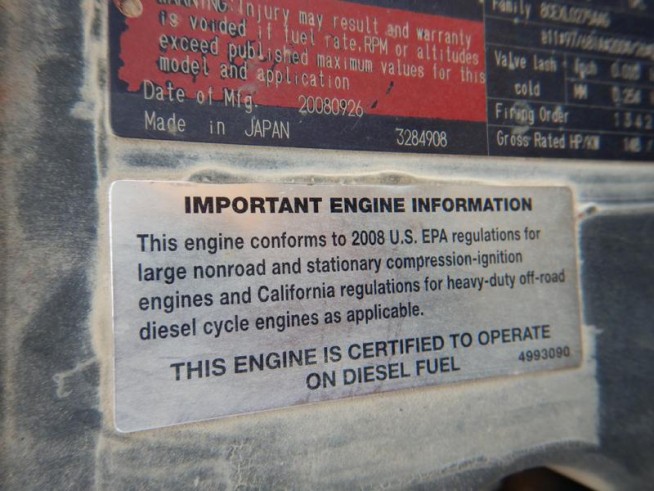 WARNING: Injury may result and warranty
is voided if fuel rate,RPM or altitudes
exceed published maximum values for this
model and application
Date of Mfg. 20080926
Made in JAPAN 3284908
Family
Valve Lash
cold
Firing Order 1342
Gross Rated HP/KW
IMPORTANT ENGINE INFORMATION
This engine conforms to 2008 U.S. EPA regulations for
large nonroad and stationary compression-ignition
engines and California regulations for heavy-duty off-road
diesel cycle engines as applicable.
THIS ENGINE IS CERTIFIED TO OPERATE
ON DIESEL FUEL 4993090